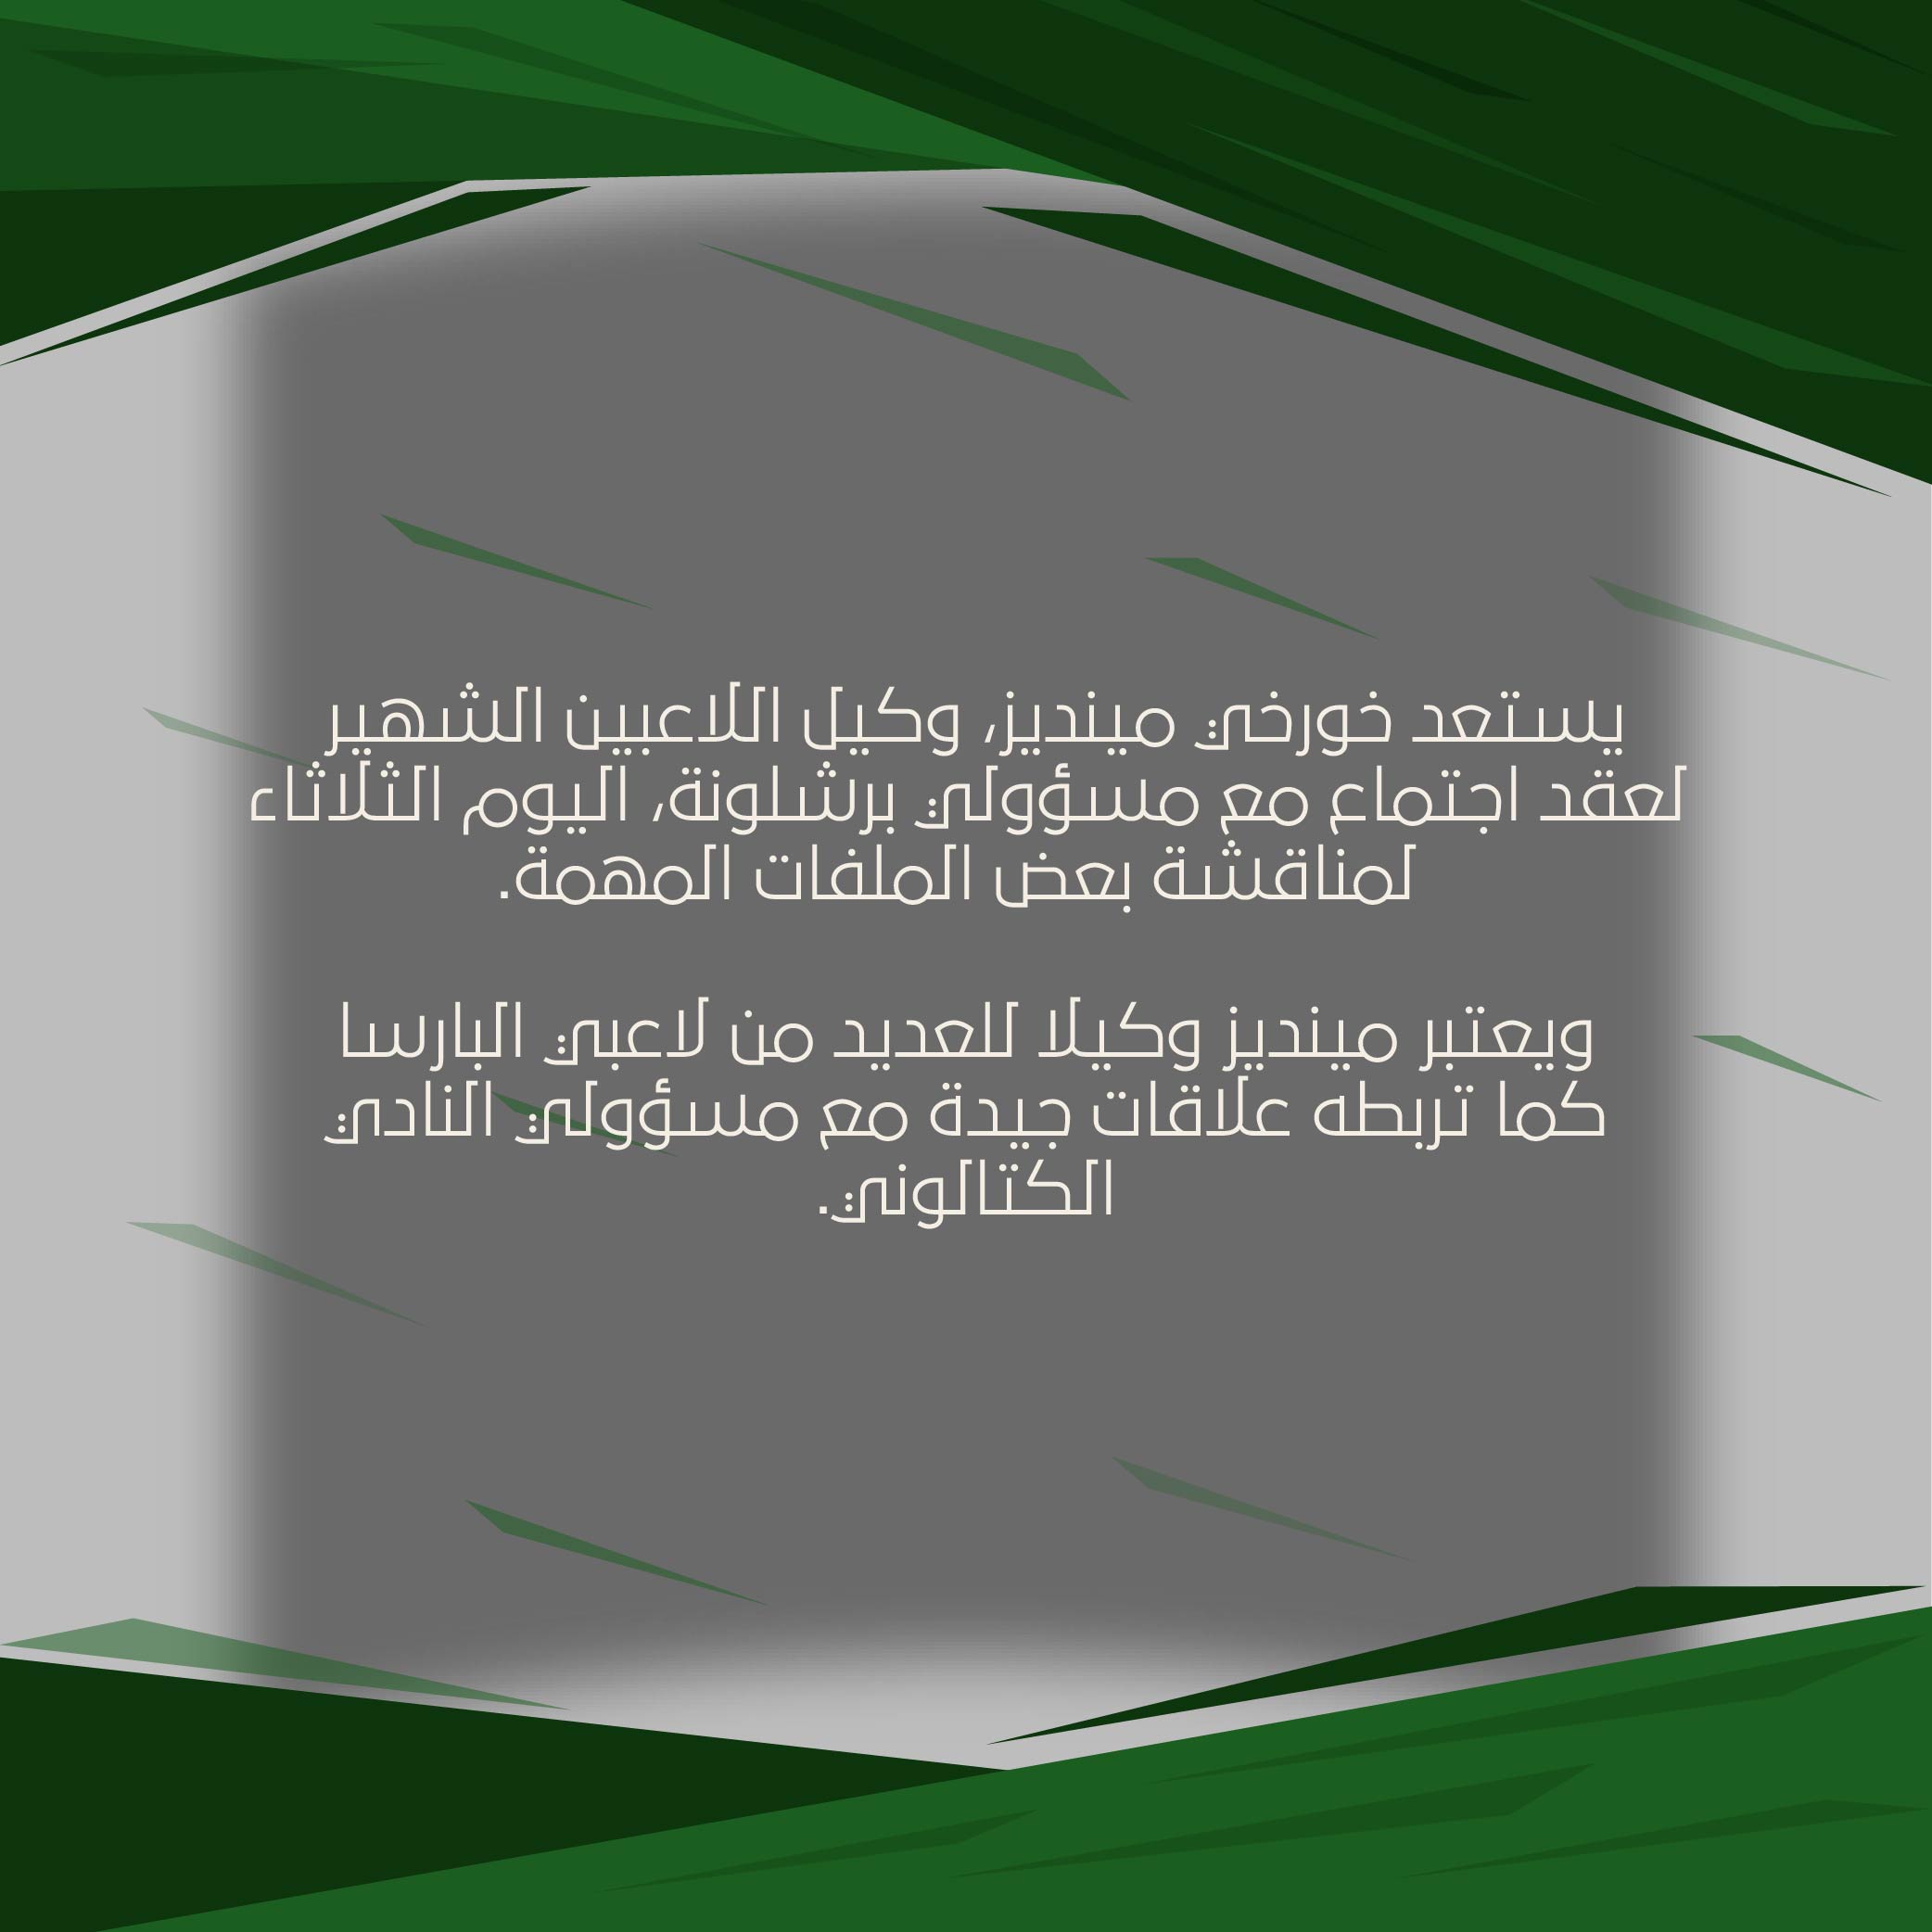 يستعد خورخي مينديز، وكيل اللاعبين الشهير
لعقد اجتماع مع مسؤولي برشلونة، اليوم الثلاثاء
لمناقشة بعض الملفات المهمة.
ويعتبر مينديز وكيلا للعديد من لاعبي البارسا
كما تربطه علاقات جيدة مع مسؤولي النادي
الكتالوني.